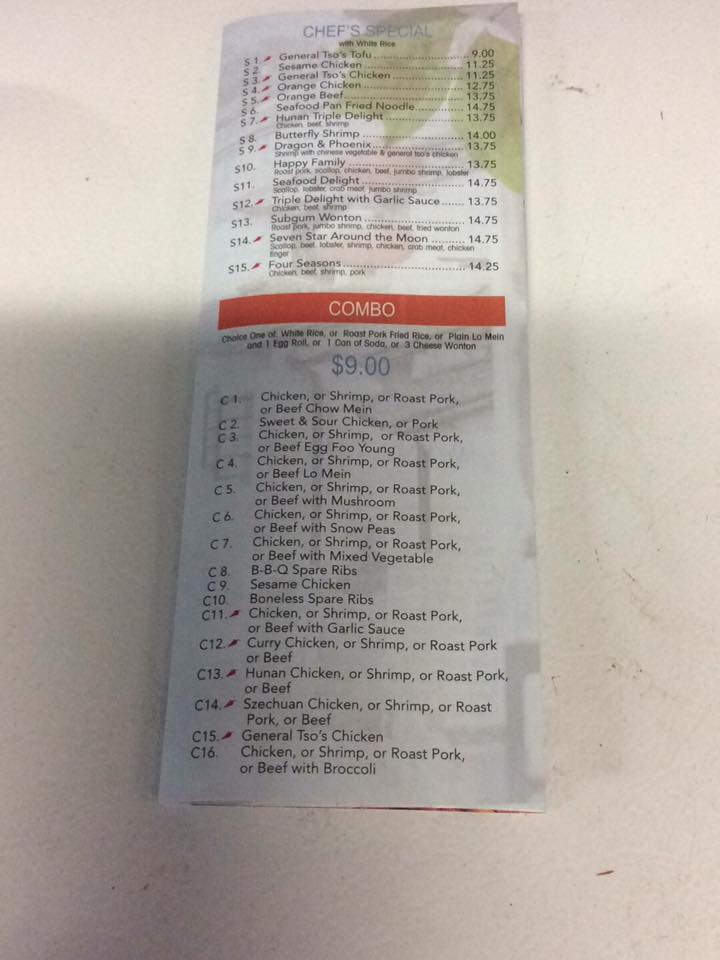 CHEF'S SPECIAL
with White Rice
S 1. General Tso's Tofu 9.00
S 2. Sesame Chicken 11.25
S 3. General Tso's Chicken 11.25
S 4. Orange Chicken 12.75
S 5. Orange Beef 13.75
S 6. Seafood Pan Fried Noodle 14.75
S 7. Hunan Triple Delight 13.75
Chicken, beef, shrimp
S 8. Butterfly Shrimp 14.00
S 9. Dragon & Phoenix 13.75
Shrimp with chinese vegetable & general tso's chicken
S10. Happy Family 13.75
Roast pork, scallop, chicken, beef, jumbo shrimp, lobster
S11. Seafood Delight 14.75
Scallop, lobster, crab meat, jumbo shrimp
S12. Triple Delight with Garlic Sauce 13.75
Chicken, beef, shrimp
S13. Subgum Wonton 14.75
Roast pork, jumbo shrimp, chicken, beef, fried wonton
S14. Seven Star Around the Moon 14.75
Scallop, beef, lobster, shrimp, chicken, crab meat, chicken
finger
S15. Four Seasons 14.25
Chicken, beef, shrimp, pork
COMBO
Choice One of: White Rice, or Roast Pork Fried Rice, or Plain Lo Mein
and 1 Egg Roll, or 1 Can of Soda, or 3 Cheese Wonton
$9.00
C 1. Chicken, or Shrimp, or Roast Pork,
or Beef Chow Mein
C 2. Sweet & Sour Chicken, or Pork
C 3. Chicken, or Shrimp, or Roast Pork,
or Beef Egg Foo Young
C 4. Chicken, or Shrimp, or Roast Pork,
or Beef Lo Mein
C 5. Chicken, or Shrimp, or Roast Pork,
or Beef with Mushroom
C 6. Chicken, or Shrimp, or Roast Pork,
or Beef with Snow Peas
C 7. Chicken, or Shrimp, or Roast Pork,
or Beef with Mixed Vegetable
C 8. B-B-Q Spare Ribs
C 9. Sesame Chicken
C10. Boneless Spare Ribs
C11. Chicken, or Shrimp, or Roast Pork,
or Beef with Garlic Sauce
C12. Curry Chicken, or Shrimp, or Roast Pork
or Beef
C13. Hunan Chicken, or Shrimp, or Roast Pork,
or Beef
C14. Szechuan Chicken, or Shrimp, or Roast
Pork, or Beef
C15. General Tso's Chicken
C16. Chicken, or Shrimp, or Roast Pork,
or Beef with Broccoli